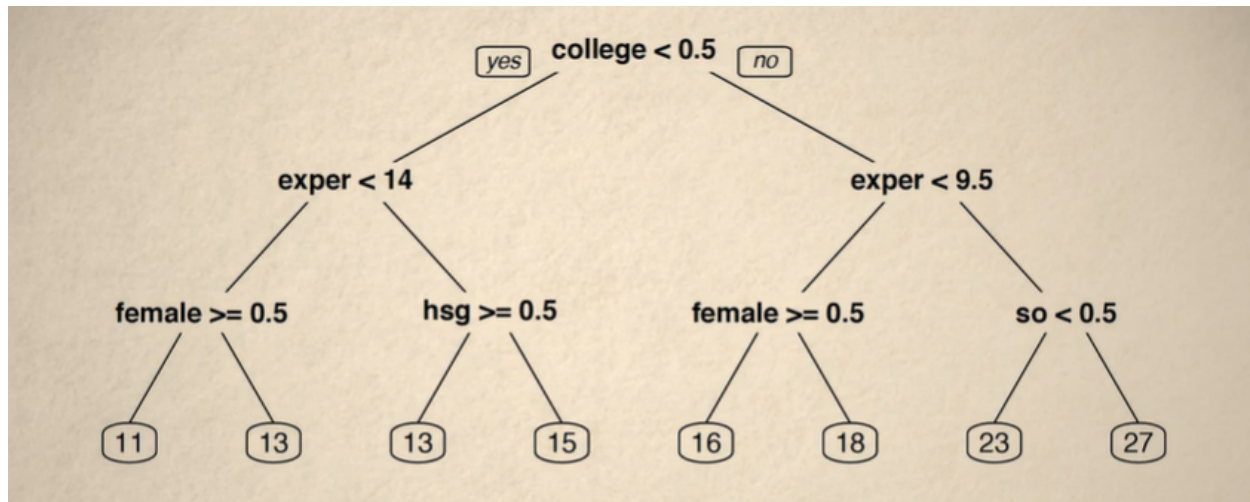 yes college < 0.5 no
exper < 14 exper < 9.5
female >= 0.5 hsg >= 0.5 female >= 0.5 so < 0.5
11 13 13 15 16 18 23 27